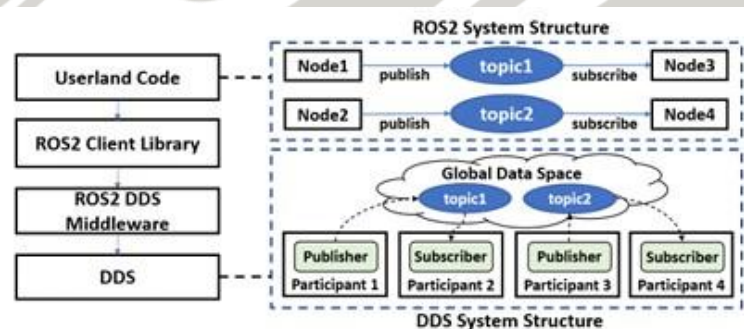 ROS2 System Structure
Userland Code
ROS2 Client Library
ROS2 DDS
Middleware
DDS
Node1
publish
topic1
subscribe
Node3
Node2
publish
topic2
subscribe
Node4
Global Data Space
topic1
topic2
Publisher
Participant 1
Subscriber
Participant 2
Publisher
Participant 3
Subscriber
Participant 4
DDS System Structure